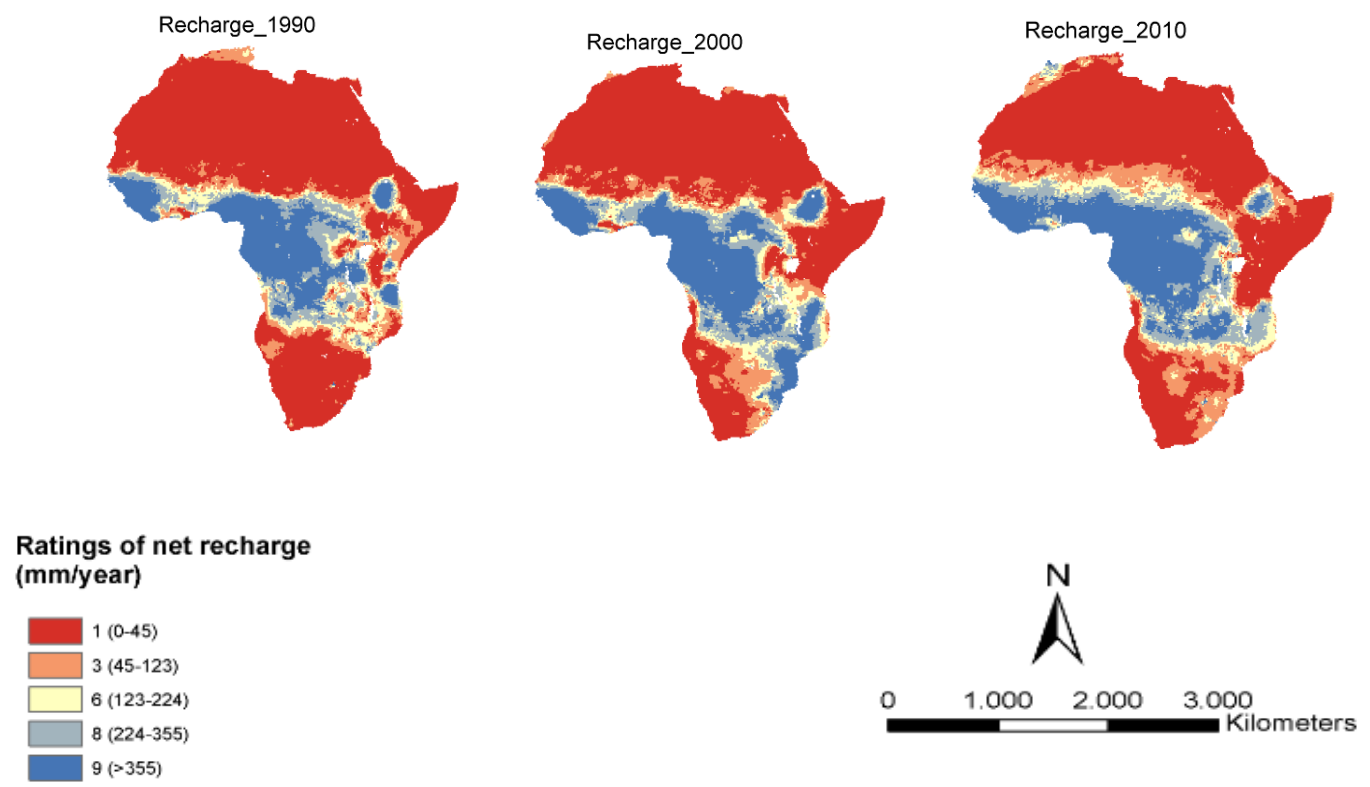 Recharge_1990
Recharge_2000
Recharge_2010
Ratings of net recharge
(mm/year)
1 (0-45)
3 (45-123)
6 (123-224)
8 (224-355)
9 (>355)
N
0 1.000 2.000 3.000
Kilometers